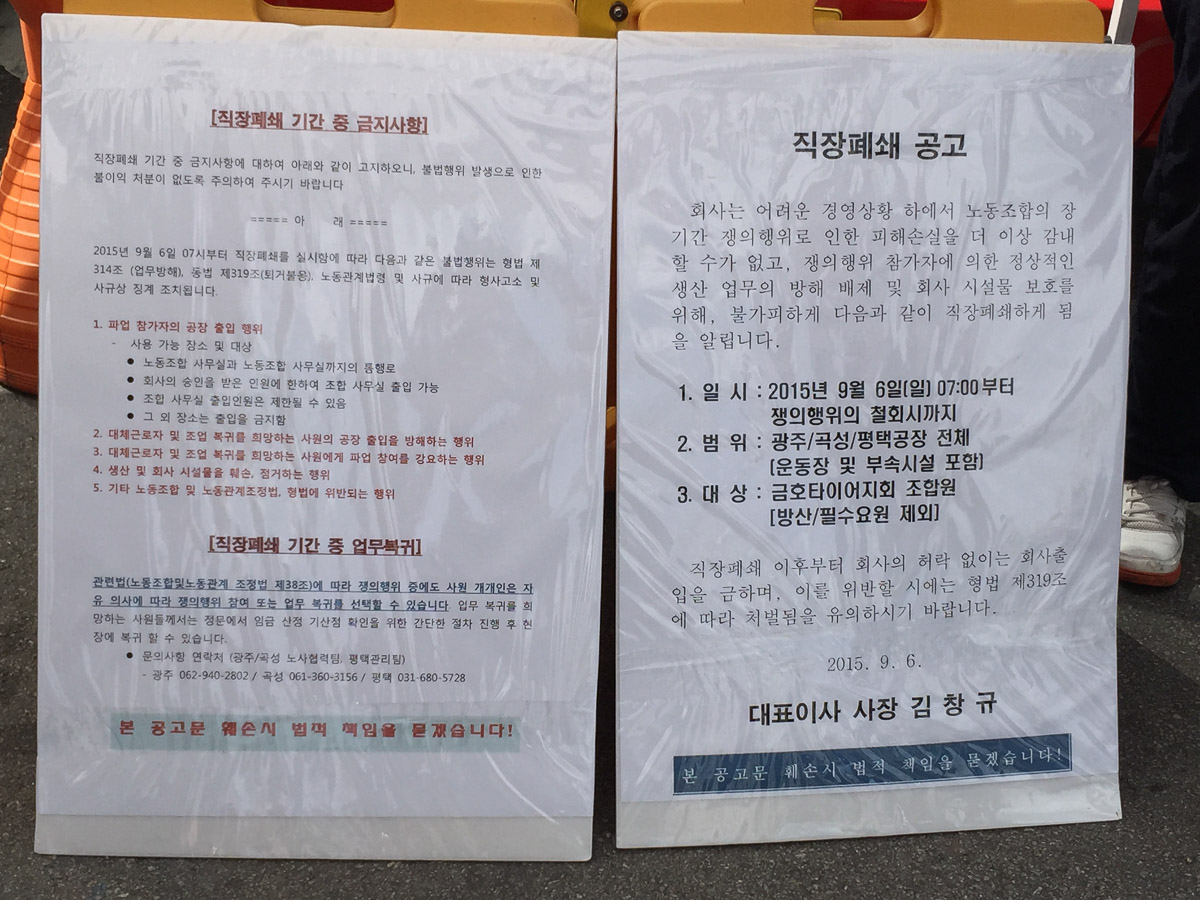 [직장폐쇄 기간 중 금지사항]
직장폐쇄 기간 중 금지사항에 대하여 아래와 같이 고지하오니, 불법행위 발생으로 인한
불이익 처분이 없도록 주의하여 주시기 바랍니다
===== 아 래 =====
2015년 9월 6일 07시부터 직장폐쇄를 실시함에 따라 다음과 같은 불법행위는 형법 제
314조 (업무방해), 동법 제319조(퇴거불응), 노동관계법령 및 사규에 따라 형사고소 및
사규상 징계 조치됩니다.
1. 파업 참가자의 공장 출입 행위
- 사용 가능 장소 및 대상
● 노동조합 사무실과 노동조합 사무실까지의 통행로
● 회사의 승인을 받은 인원에 한하여 조합 사무실 출입 가능
● 조합 사무실 출입인원은 제한될 수 있음
● 그 외 장소는 출입을 금지함
2. 대체근로자 및 조업 복귀를 희망하는 사원의 공장 출입을 방해하는 행위
3. 대체근로자 및 조업 복귀를 희망하는 사원에게 파업 참여를 강요하는 행위
4. 생산 및 회사 시설물을 훼손, 점거하는 행위
5. 기타 노동조합 및 노동관계조정법, 형법에 위반되는 행위
[직장폐쇄 기간 중 업무복귀]
관련법(노동조합및노동관계 조정법 제38조)에 따라 쟁의행위 중에도 사원 개개인은 자
유 의사에 따라 쟁의행위 참여 또는 업무 복귀를 선택할 수 있습니다. 업무 복귀를 희
망하는 사원들께서는 정문에서 임금 산정 기산점 확인을 위한 간단한 절차 진행 후 현
장에 복귀 할 수 있습니다.
● 문의사항 연락처 (광주/곡성 노사협력팀, 평택관리팀)
- 광주 062-940-2802 / 곡성 061-360-3156 / 평택 031-680-5728
본 공고문 훼손시 법적 책임을 묻겠습니다!
직장폐쇄 공고
회사는 어려운 경영상황 하에서 노동조합의 장
기간 쟁의행위로 인한 피해손실을 더 이상 감내
할 수가 없고, 쟁의행위 참가자에 의한 정상적인
생산 업무의 방해 배제 및 회사 시설물 보호를
위해, 불가피하게 다음과 같이 직장폐쇄하게 됨
을 알립니다.
1. 일 시 : 2015년 9월 6일(일) 07:00부터
쟁의행위의 철회시까지
2. 범 위 : 광주/곡성/평택공장 전체
[운동장 및 부속시설 포함]
3. 대 상 : 금호타이어지회 조합원
[방산/필수요원 제외]
직장폐쇄 이후부터 회사의 허락 없이는 회사출
입을 금하며, 이를 위반할 시에는 형법 제319조
에 따라 처벌됨을 유의하시기 바랍니다.
2015. 9. 6.
대표이사 사장 김 창 규
본 공고문 훼손시 법적 책임을 묻겠습니다!